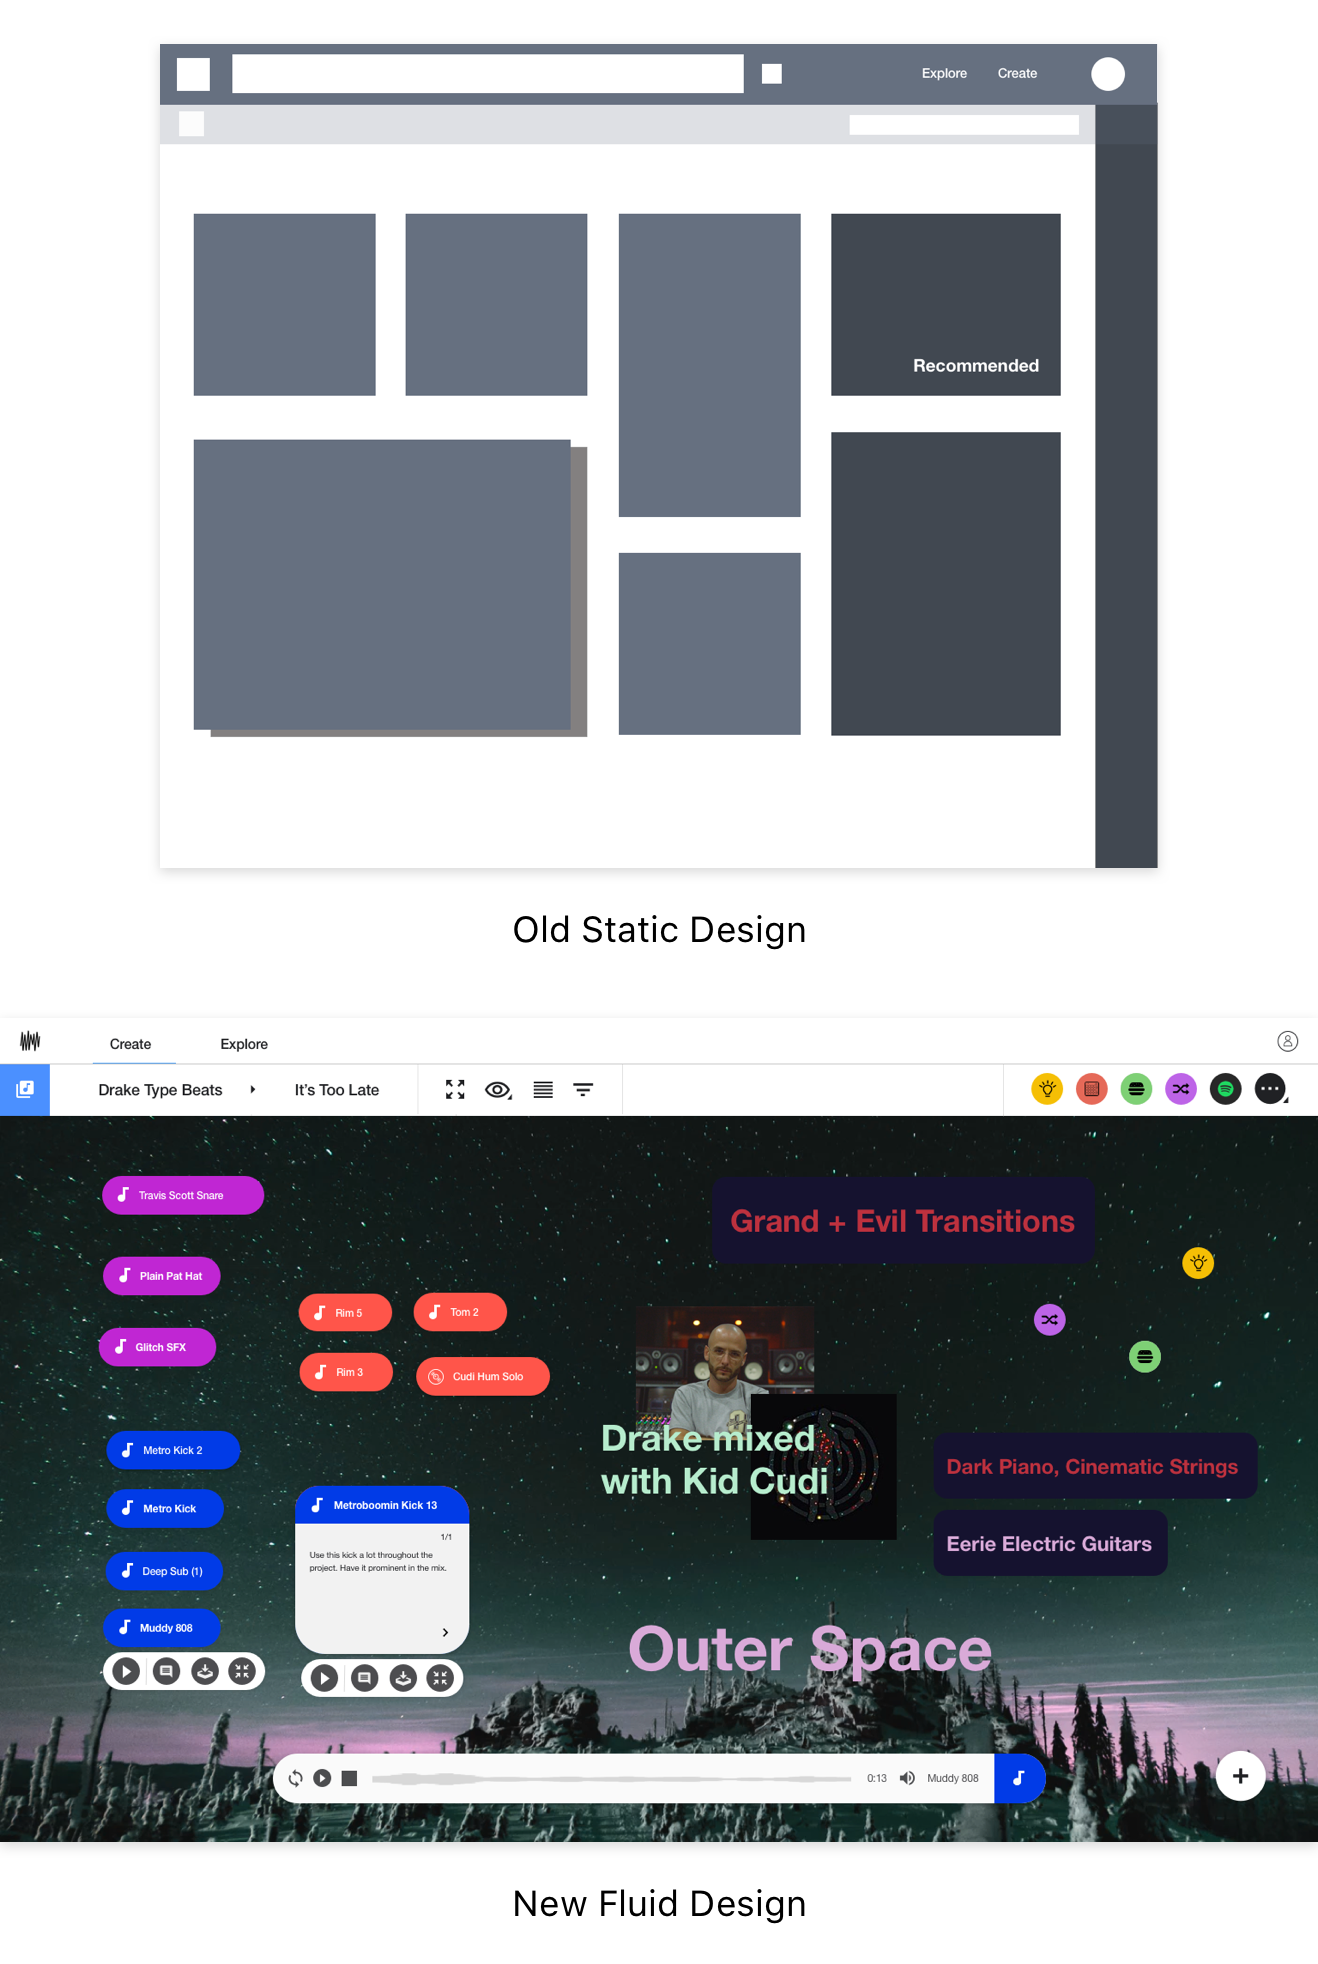 Explore
Create
Recommended
Old Static Design
Create
Explore
Drake Type Beats
It's Too Late
Travis Scott Snare
Grand + Evil Transitions
Plain Pat Hat
Rim 5
Tom 2
Glitch SFX
Rim 3
Cudi Hum Solo
Drake mixed
with Kid Cudi
Metro Kick 2
Dark Piano, Cinematic Strings
Metro Kick
Metroboomin Kick 13
1/1
Use this kick a lot throughout the
project. Have it prominent in the mix.
Eerie Electric Guitars
Deep Sub (1)
Muddy 808
Outer Space
0:13
Muddy 808
New Fluid Design